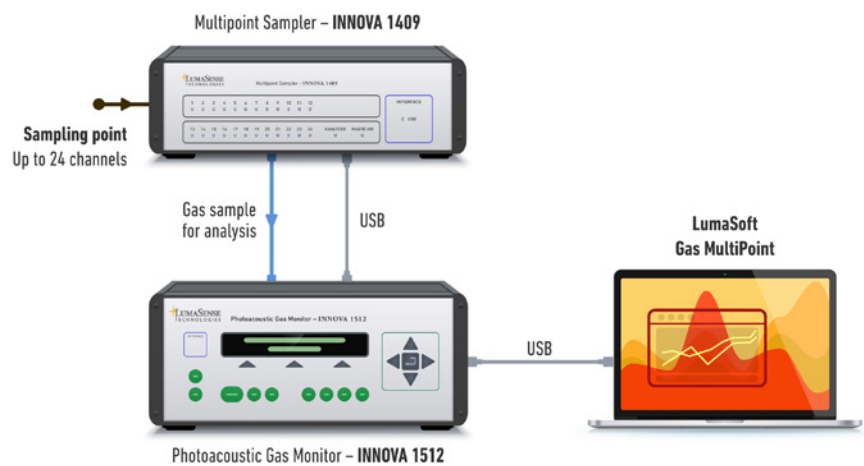 Multipoint Sampler – INNOVA 1409
LUMASENSE
TECHNOLOGIES
Multipoint Sampler – INNOVA 1409
1 2 3 4 5 6 7 8 9 10 11 12
INTERFACE
USB
13 14 15 16 17 18 19 20 21 22 23 24
Sampling point
Up to 24 channels
Gas sample
for analysis
USB
LumaSoft
Gas MultiPoint
LUMASENSE
TECHNOLOGIES
Photoacoustic Gas Monitor – INNOVA 1512
USB
Photoacoustic Gas Monitor – INNOVA 1512